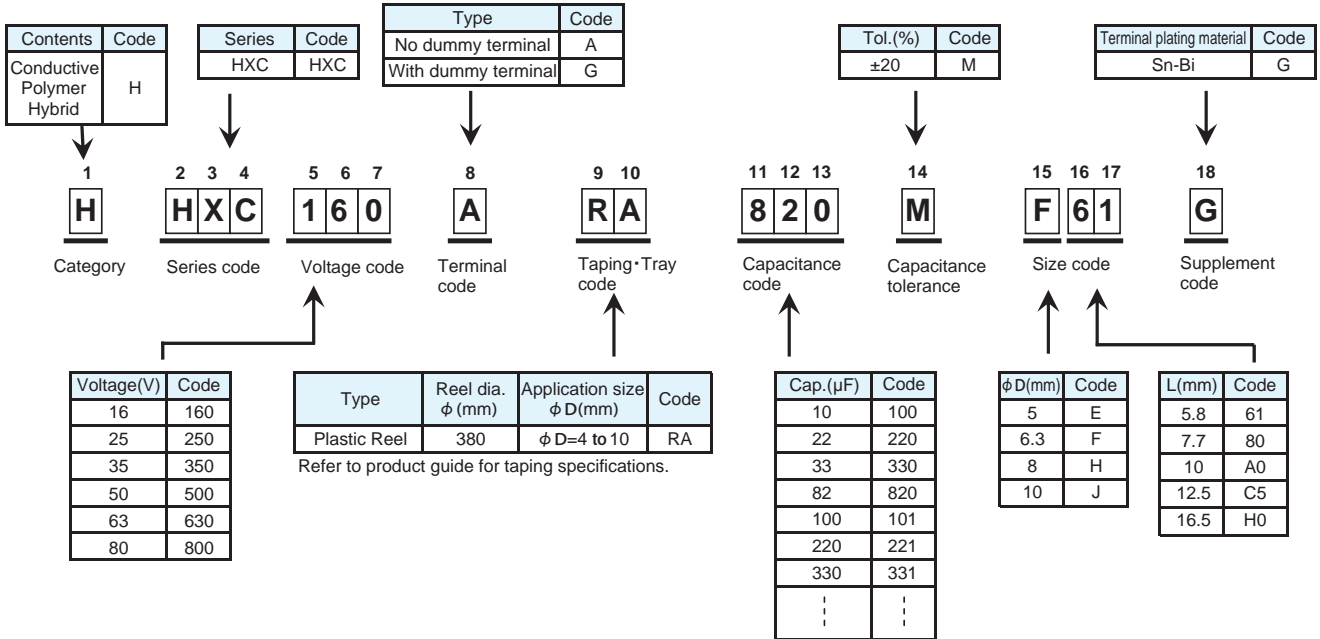 Contents Code
Conductive Polymer Hybrid H
Series Code
HXC HXC
Type Code
No dummy terminal A
With dummy terminal G
Tol.(%) Code
±20 M
Terminal plating material Code
Sn-Bi G
1 2 3 4 5 6 7 8 9 10 11 12 13 14 15 16 17 18
H H X C 1 6 0 A R A 8 2 0 M F 6 1 G
Category
Series code
Voltage code
Terminal
code
Taping･Tray
code
Capacitance
code
Capacitance
tolerance
Size code
Supplement
code
Voltage(V) Code
16 160
25 250
35 350
50 500
63 630
80 800
Type Reel dia. ϕ(mm) Application size ϕD(mm) Code
Plastic Reel 380 ϕD=4 to 10 RA
Refer to product guide for taping specifications.
Cap.(µF) Code
10 100
22 220
33 330
82 820
100 101
220 221
330 331
ϕD(mm) Code
5 E
6.3 F
8 H
10 J
L(mm) Code
5.8 61
7.7 80
10 A0
12.5 C5
16.5 H0